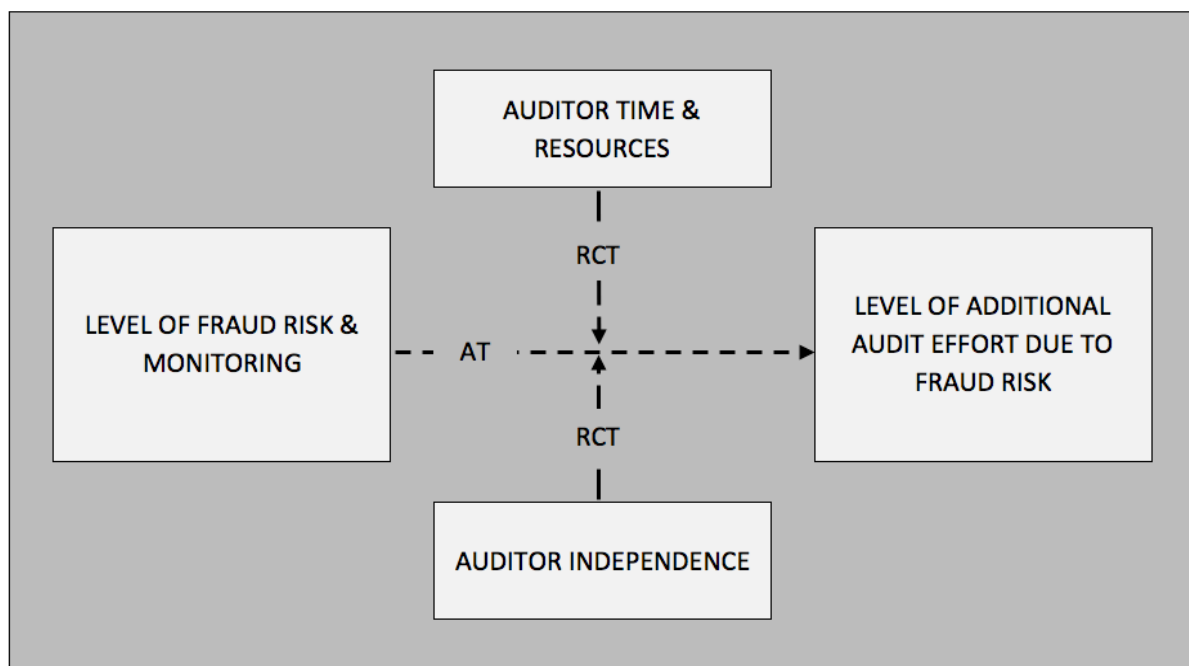 AUDITOR TIME &
RESOURCES
RCT
LEVEL OF FRAUD RISK &
MONITORING
AT
LEVEL OF ADDITIONAL
AUDIT EFFORT DUE TO
FRAUD RISK
RCT
AUDITOR INDEPENDENCE